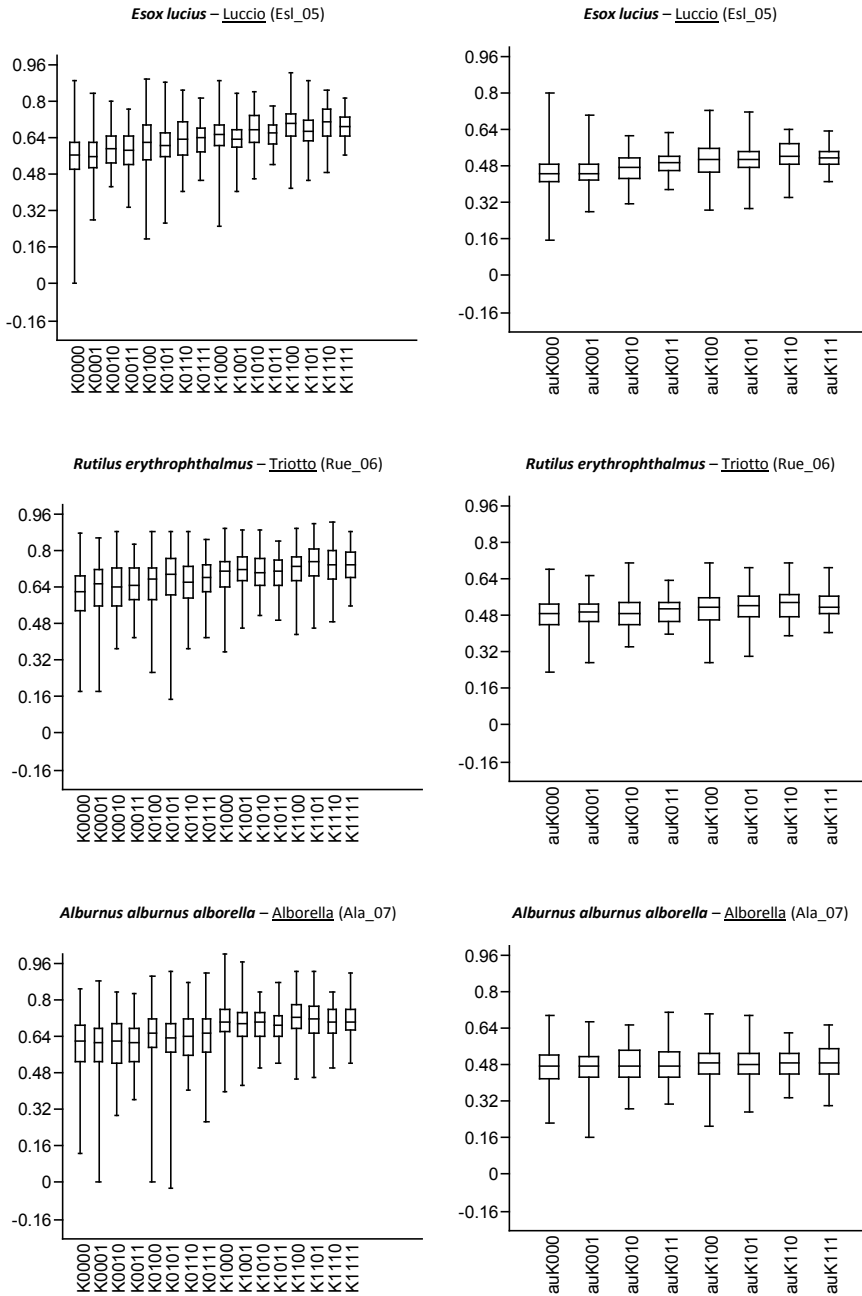 Esox lucius – Luccio (Esl_05)
0.96
0.8
0.64
0.48
0.32
0.16
0
-0.16
K0000
K0001
K0010
K0011
K0100
K0101
K0110
K0111
K1000
K1001
K1010
K1011
K1100
K1101
K1110
K1111
Esox lucius – Luccio (Esl_05)
0.96
0.8
0.64
0.48
0.32
0.16
0
-0.16
auK000
auK001
auK010
auK011
auK100
auK101
auK110
auK111
Rutilus erythrophthalmus – Triotto (Rue_06)
0.96
0.8
0.64
0.48
0.32
0.16
0
-0.16
K0000
K0001
K0010
K0011
K0100
K0101
K0110
K0111
K1000
K1001
K1010
K1011
K1100
K1101
K1110
K1111
Rutilus erythrophthalmus – Triotto (Rue_06)
0.96
0.8
0.64
0.48
0.32
0.16
0
-0.16
auK000
auK001
auK010
auK011
auK100
auK101
auK110
auK111
Alburnus alburnus alborella – Alborella (Ala_07)
0.96
0.8
0.64
0.48
0.32
0.16
0
-0.16
K0000
K0001
K0010
K0011
K0100
K0101
K0110
K0111
K1000
K1001
K1010
K1011
K1100
K1101
K1110
K1111
Alburnus alburnus alborella – Alborella (Ala_07)
0.96
0.8
0.64
0.48
0.32
0.16
0
-0.16
auK000
auK001
auK010
auK011
auK100
auK101
auK110
auK111